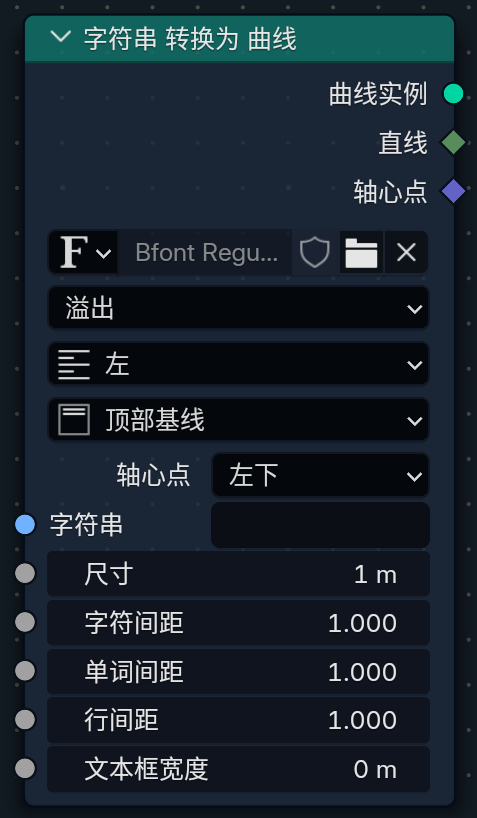 字符串 转换为 曲线
曲线实例
直线
轴心点
F Bfont Regu...
溢出
左
顶部基线
轴心点 左下
字符串
尺寸 1 m
字符间距 1.000
单词间距 1.000
行间距 1.000
文本框宽度 0 m